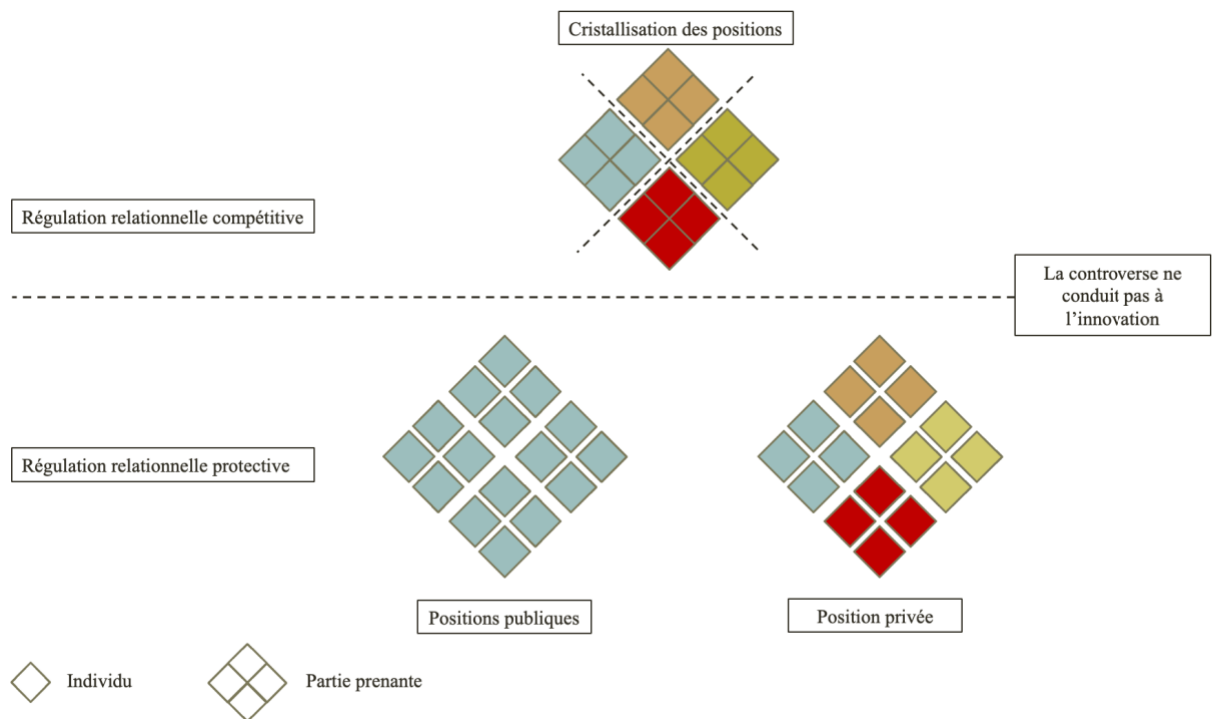 Cristallisation des positions
Régulation relationnelle compétitive
La controverse ne
conduit pas à
l’innovation
Régulation relationnelle protective
Positions publiques
Position privée
Individu
Partie prenante